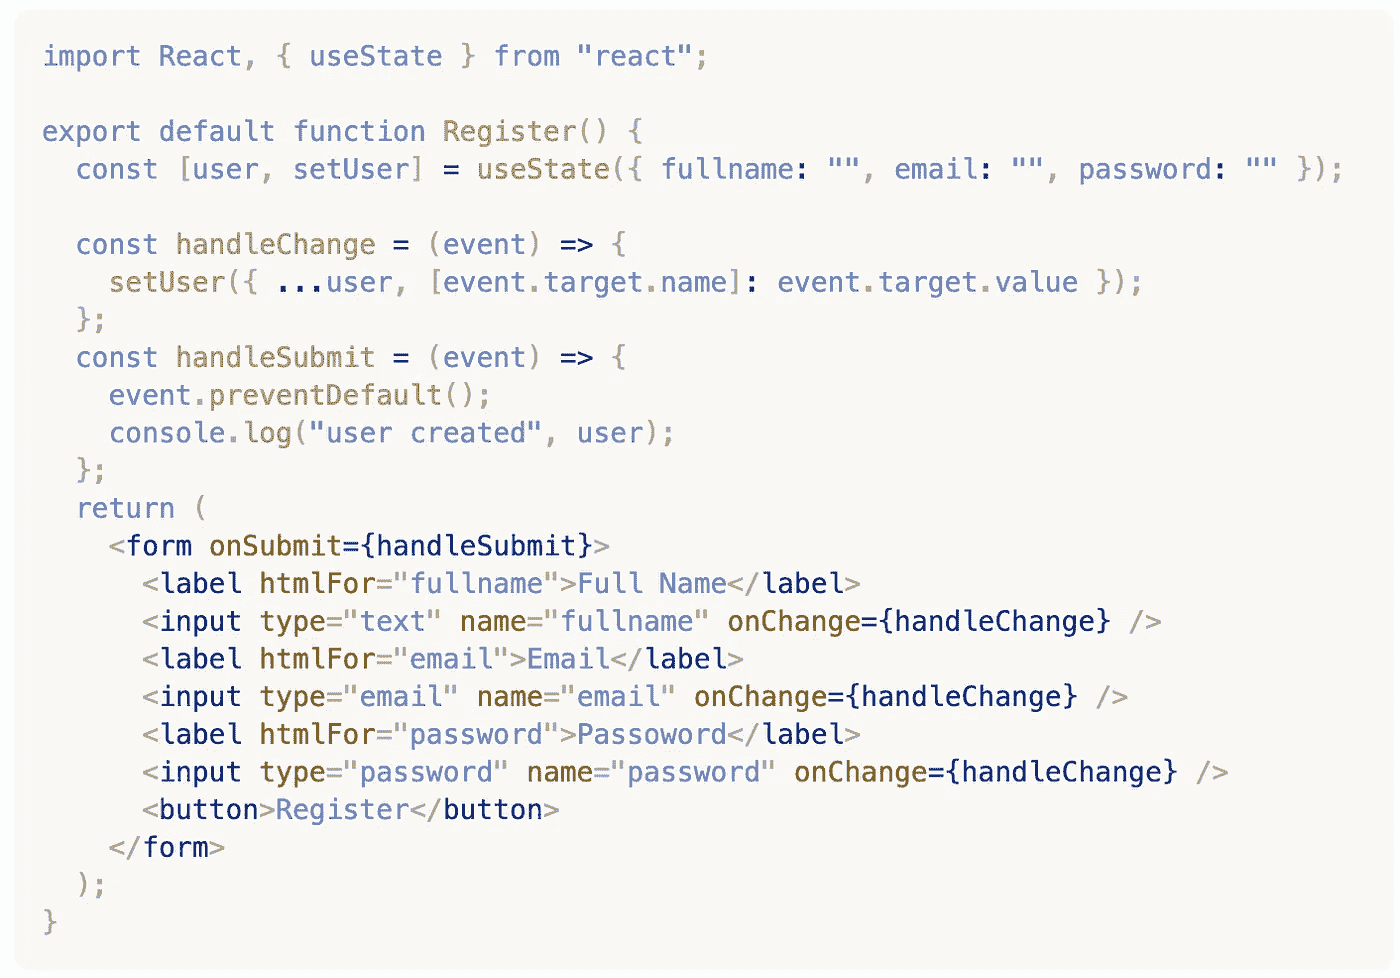 import React, { useState } from "react";
export default function Register() {
  const [user, setUser] = useState({ fullname: "", email: "", password: "" });
  const handleChange = (event) => {
    setUser({ ...user, [event.target.name]: event.target.value });
  };
  const handleSubmit = (event) => {
    event.preventDefault();
    console.log("user created", user);
  };
  return (
    <form onSubmit={handleSubmit}>
      <label htmlFor="fullname">Full Name</label>
      <input type="text" name="fullname" onChange={handleChange} />
      <label htmlFor="email">Email</label>
      <input type="email" name="email" onChange={handleChange} />
      <label htmlFor="password">Passoword</label>
      <input type="password" name="password" onChange={handleChange} />
      <button>Register</button>
    </form>
  );
}